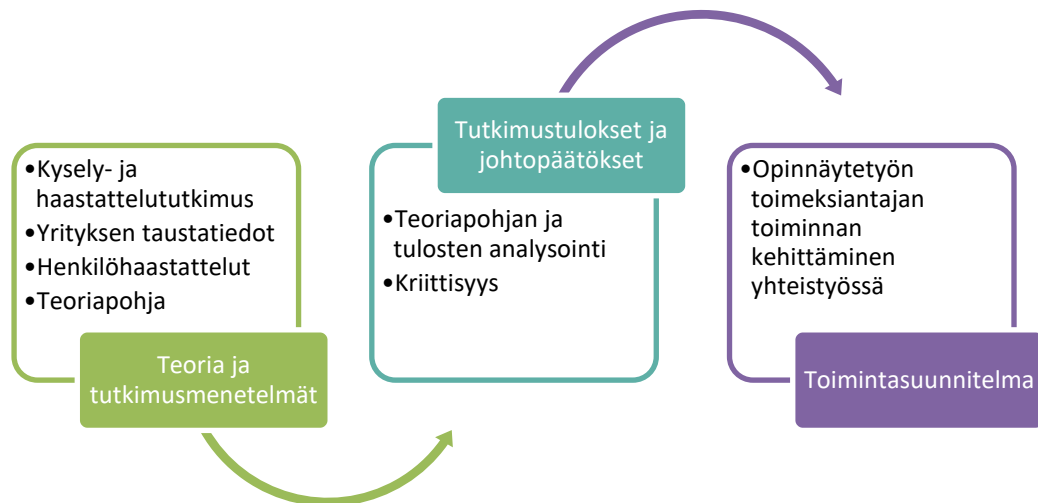 •Kysely- ja
haastattelututkimus
•Yrityksen taustatiedot
•Henkilöhaastattelut
•Teoriapohja
Teoria ja
tutkimusmenetelmät
Tutkimustulokset ja
johtopäätökset
•Teoriapohjan ja
tulosten analysointi
•Kriittisyys
•Opinnäytetyön
toimeksiantajan
toiminnan
kehittäminen
yhteistyössä
Toimintasuunnitelma